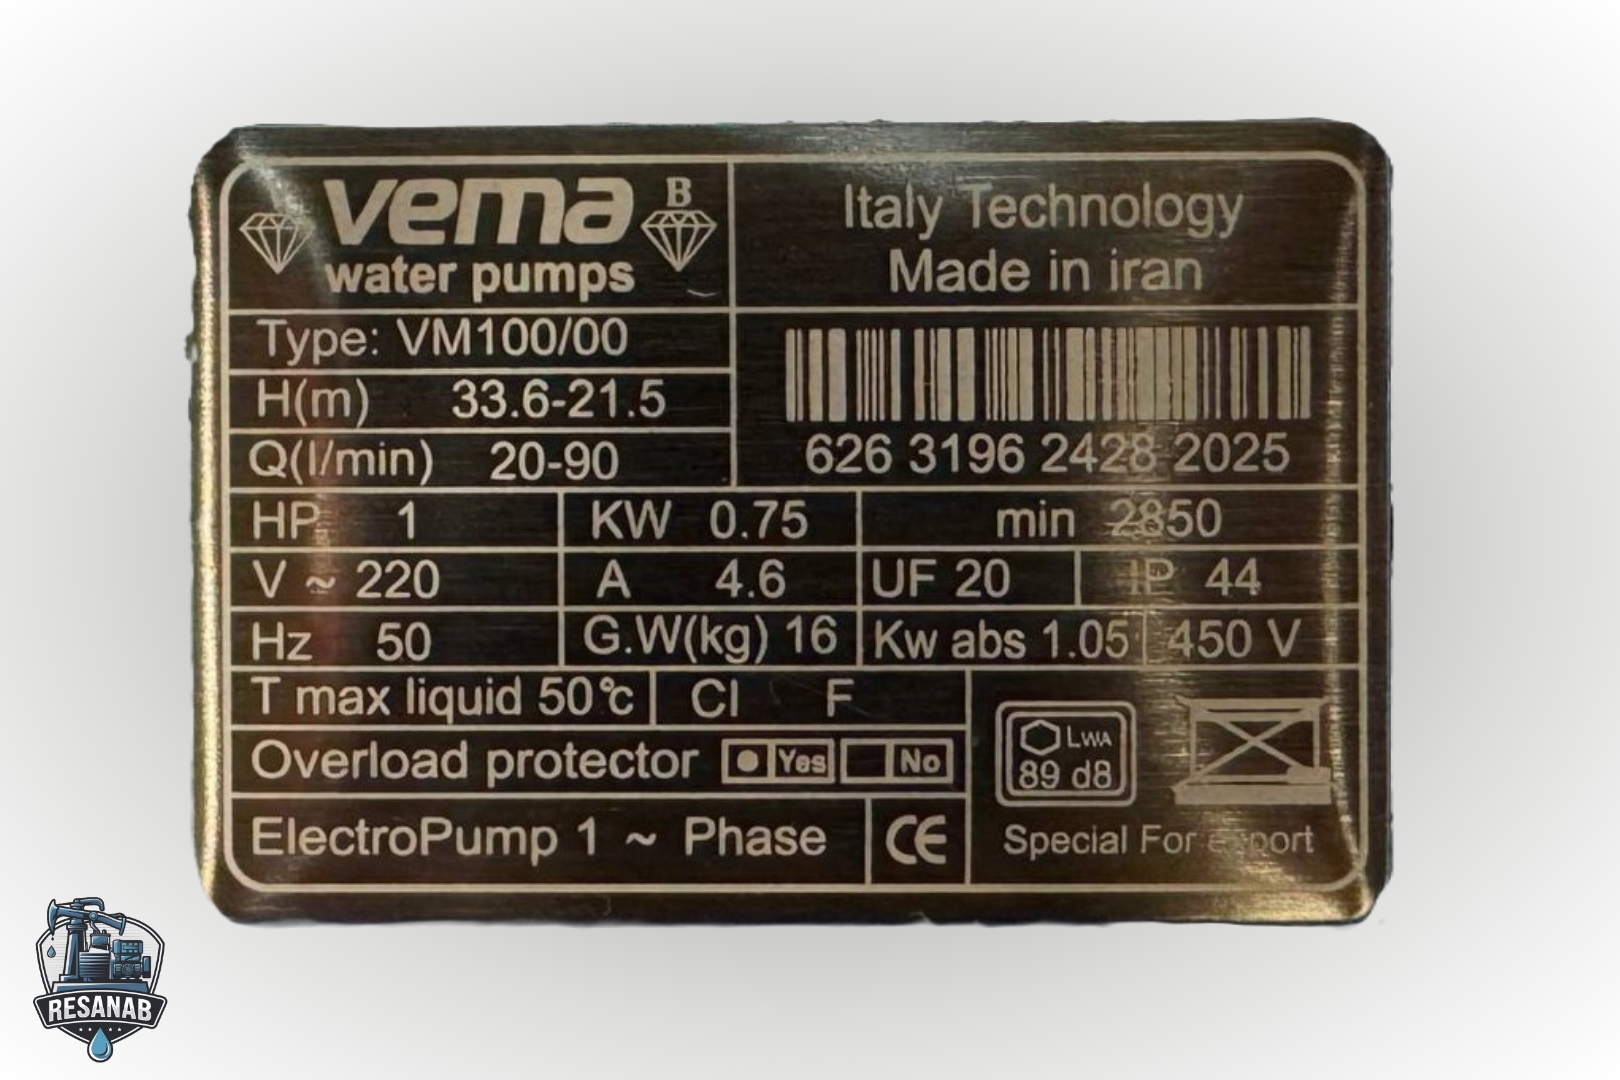 vema B
water pumps
Italy Technology
Made in iran
Type: VM100/00
H(m) 33.6-21.5
Q(l/min) 20-90
626 3196 2428 2025
HP 1 KW 0.75 min 2850
V ~ 220 A 4.6 UF 20 IP 44
Hz 50 G.W(kg) 16 Kw abs 1.05 450 V
T max liquid 50°c Cl F
Overload protector Yes No
LWA
89 d8
ElectroPump 1 ~ Phase CE
Special For export
RESANAB